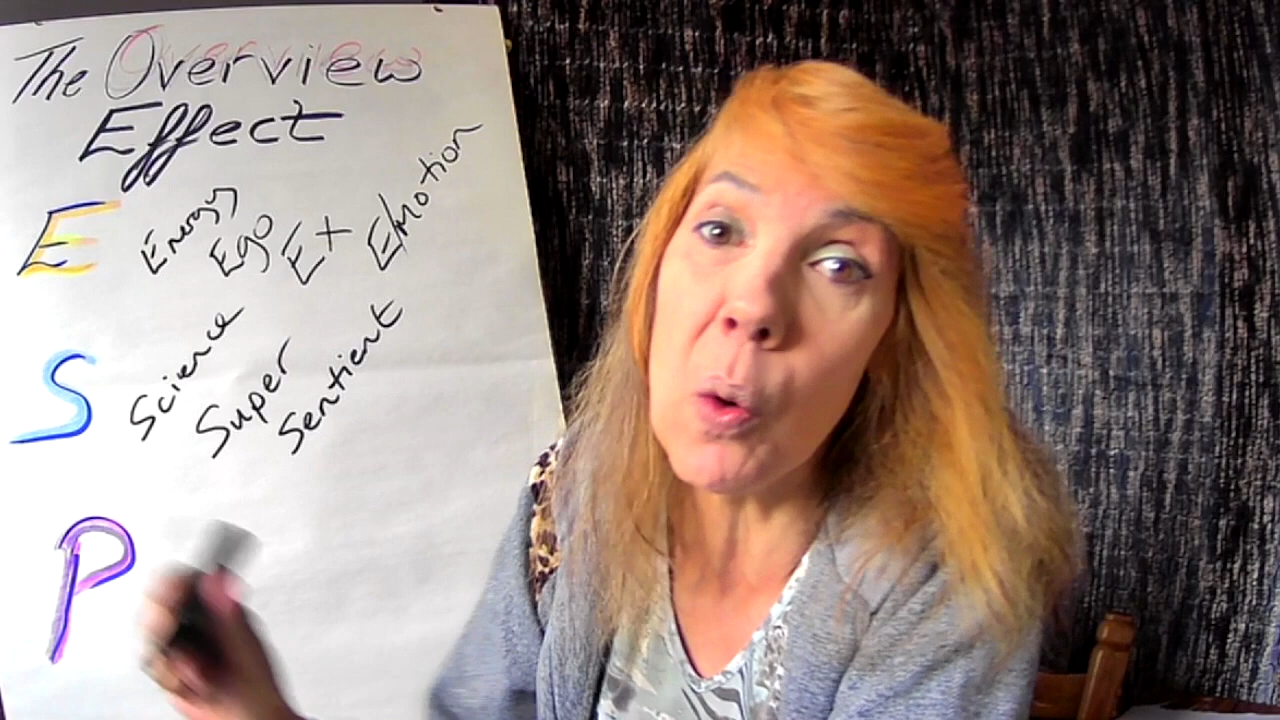 The Overview
Effect
E Energy Ego Ex Emotion
S Science Super Sentient
P